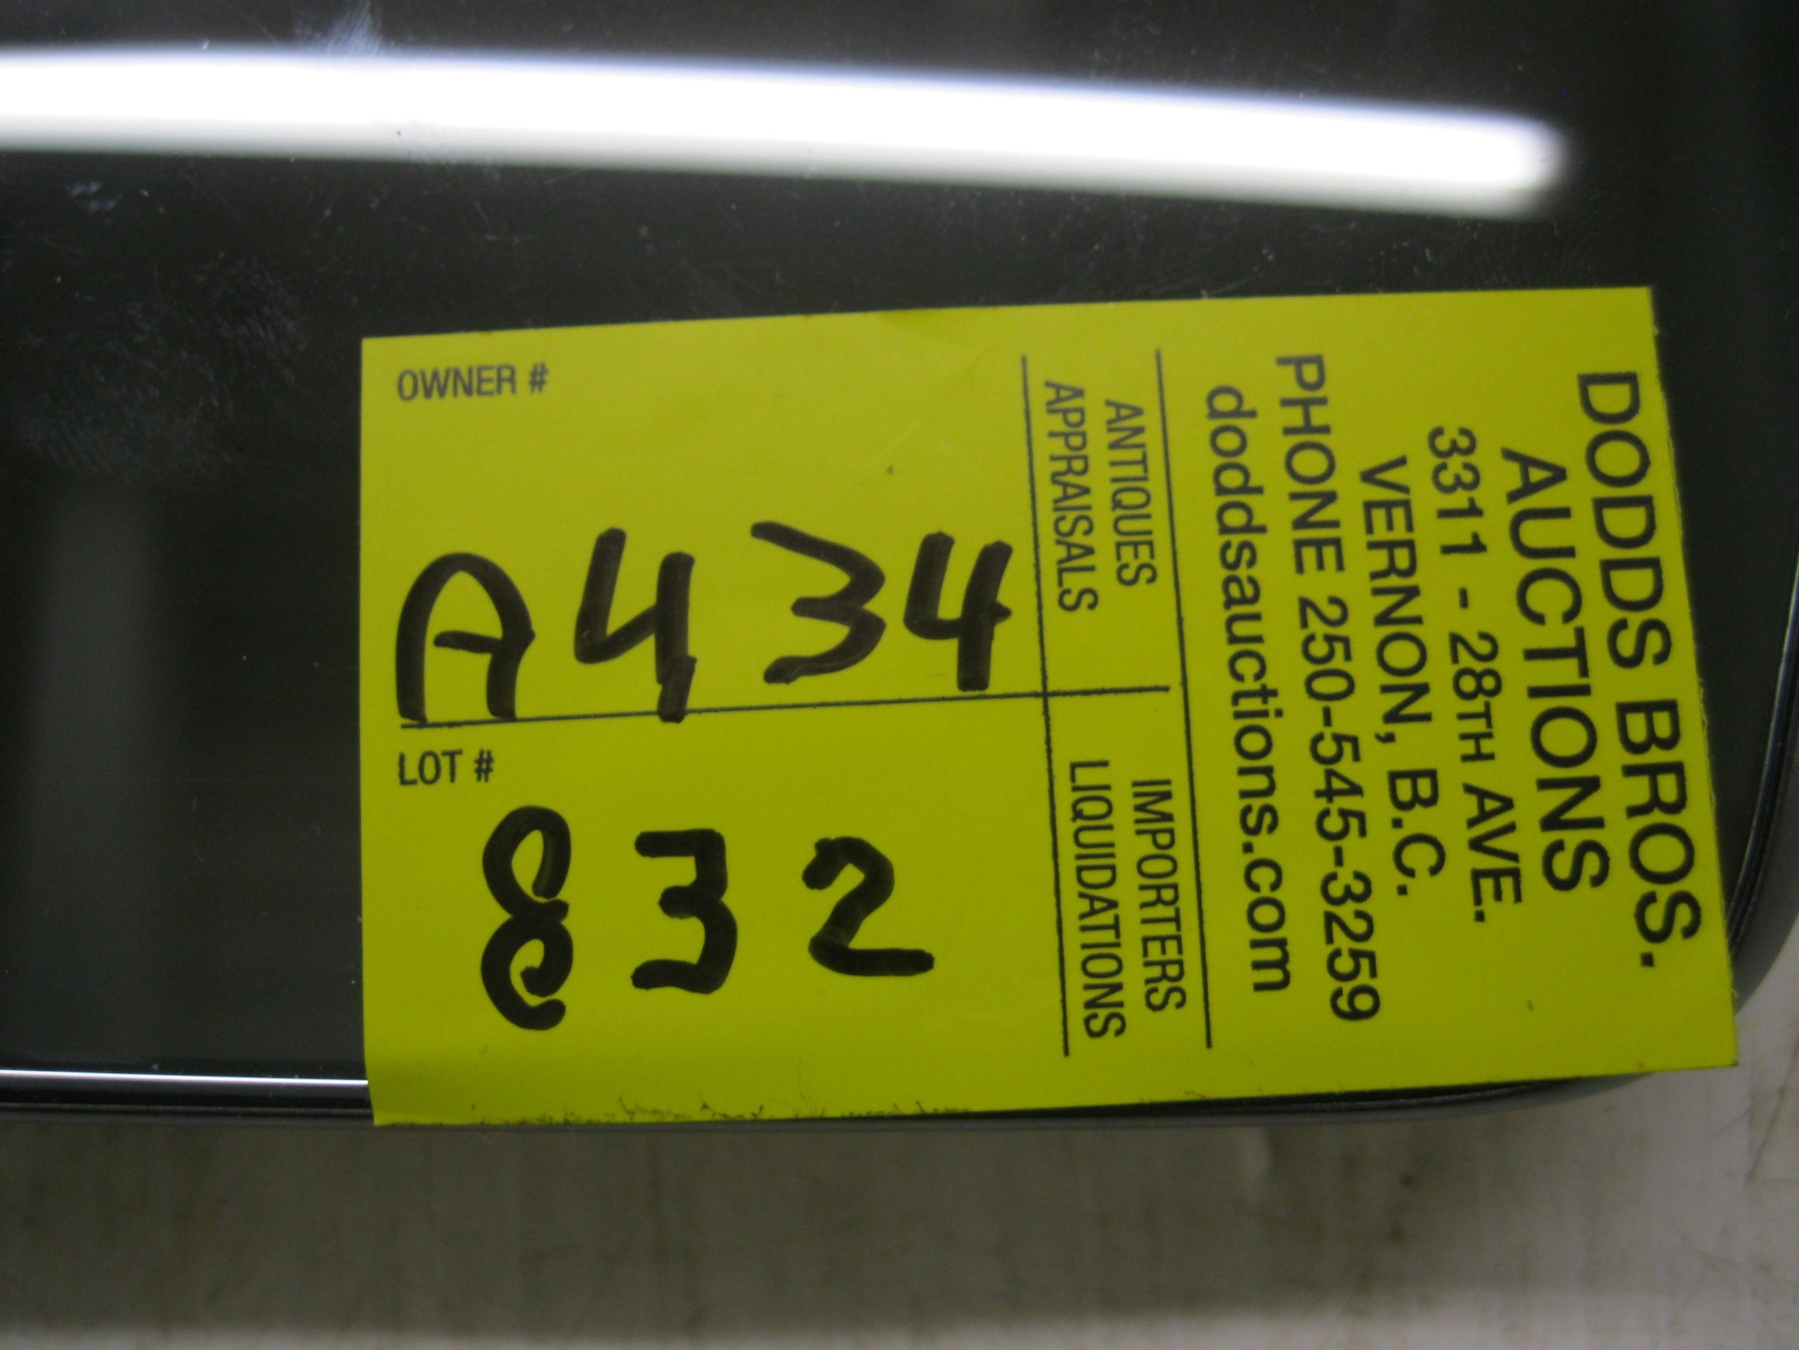 DODDS BROS.
AUCTIONS
3311 - 28TH AVE.
VERNON, B.C.
PHONE 250-545-3259
doddsauctions.com
ANTIQUES IMPORTERS
APPRAISALS LIQUIDATIONS
OWNER #
A434
LOT #
832